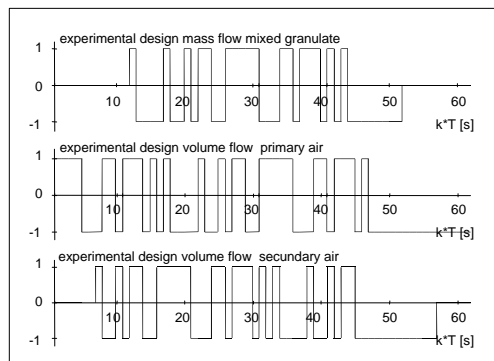 experimental design mass flow mixed granulate
1
0
-1
10 20 30 40 50 60
k*T [s]
experimental design volume flow primary air
1
0
-1
10 20 30 40 50 60
k*T [s]
experimental design volume flow secundary air
1
0
-1
10 20 30 40 50 60
k*T [s]